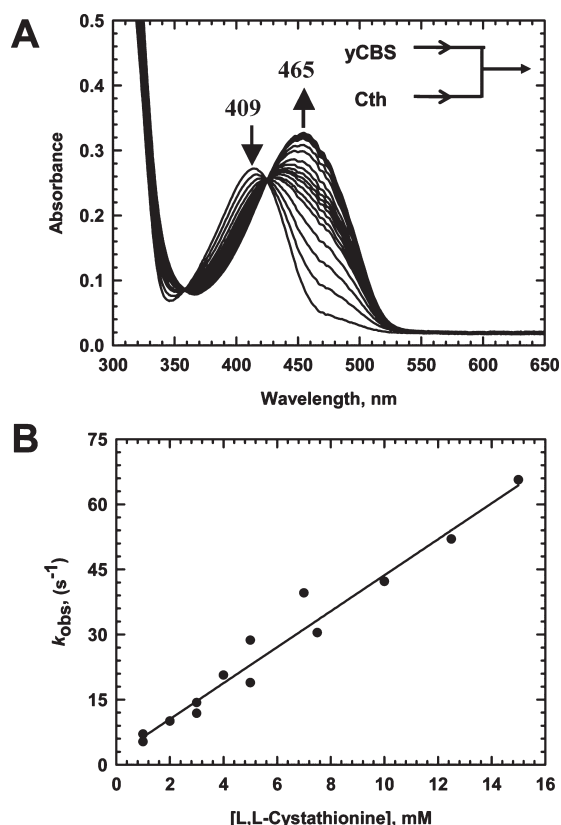 A
0.5
0.4
0.3
0.2
0.1
0.0
Absorbance
409
465
yCBS
Cth
300 350 400 450 500 550 600 650
Wavelength, nm
B
75
60
45
30
15
0
kobs, (s-1)
0 2 4 6 8 10 12 14 16
[L,L-Cystathionine], mM